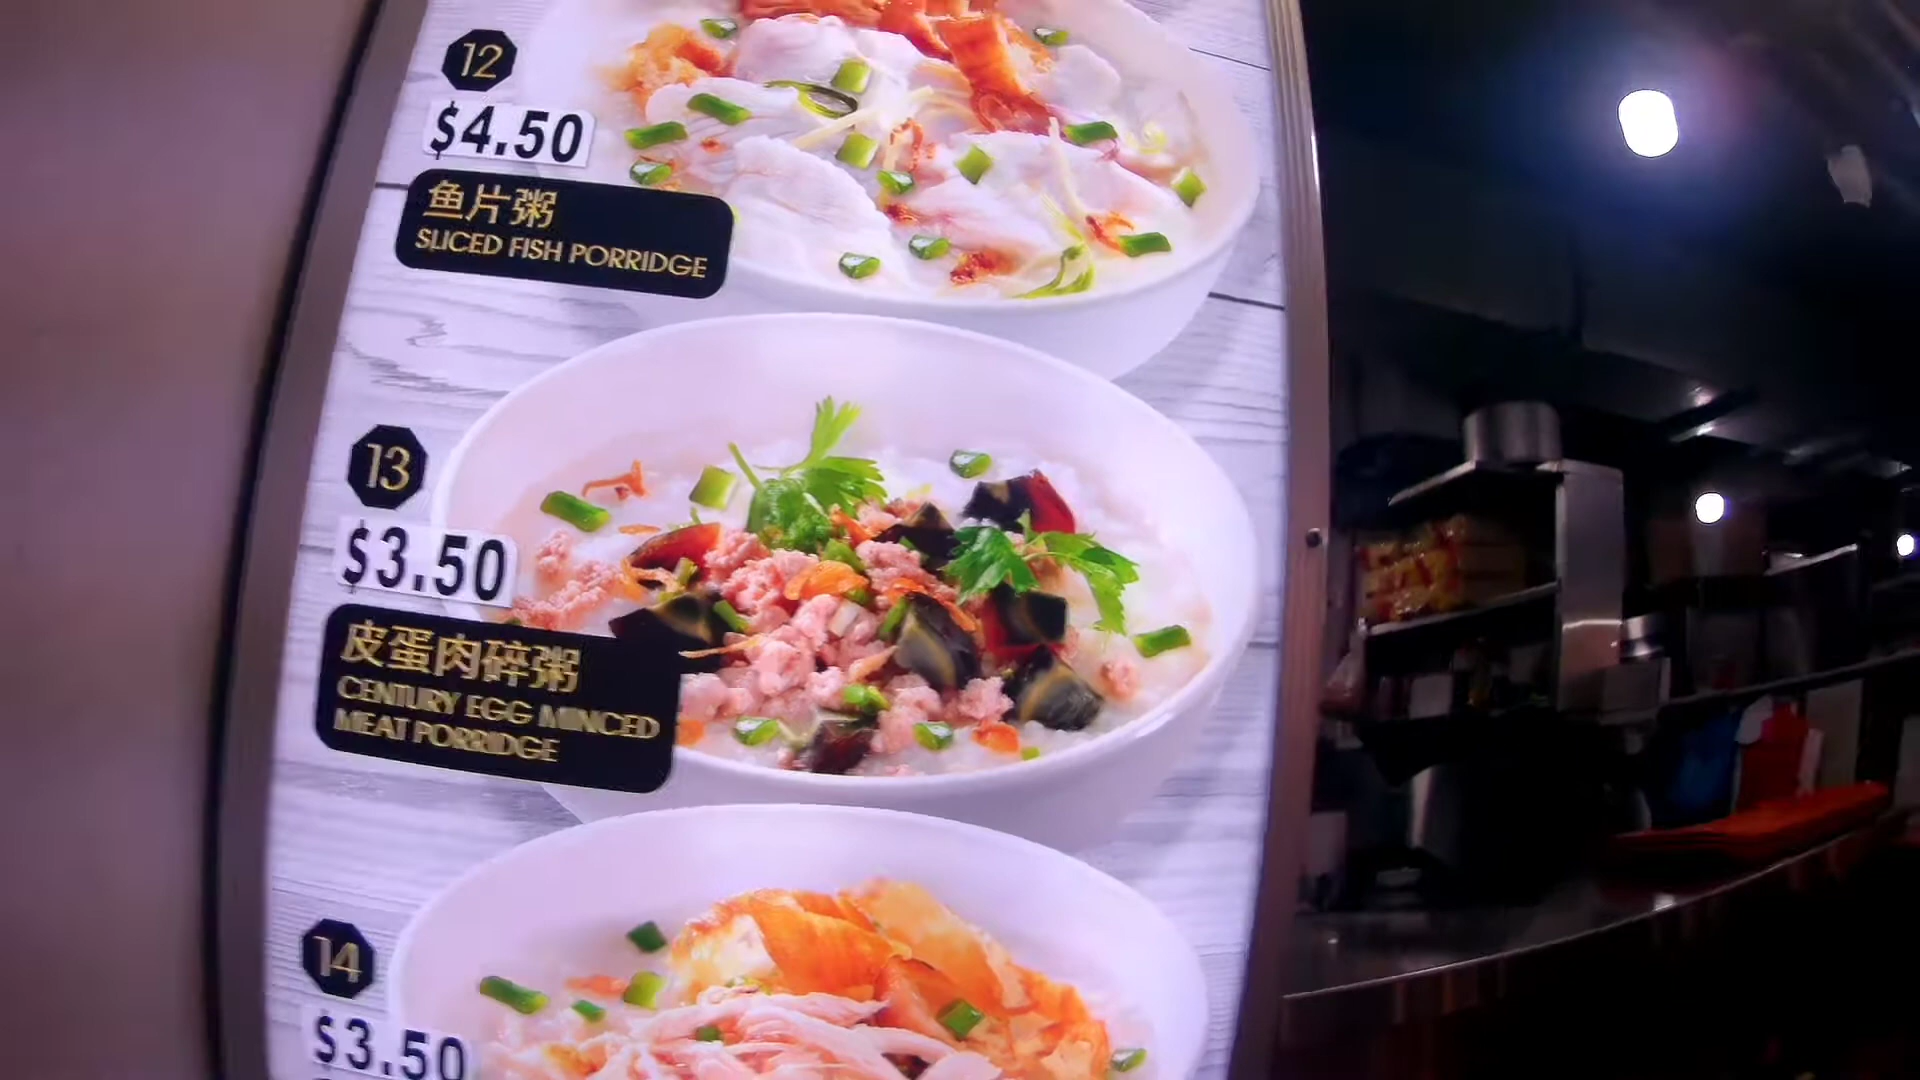 12
$4.50
鱼片粥
SLICED FISH PORRIDGE
13
$3.50
皮蛋肉碎粥
CENTURY EGG MINCED
MEAT PORRIDGE
14
$3.50